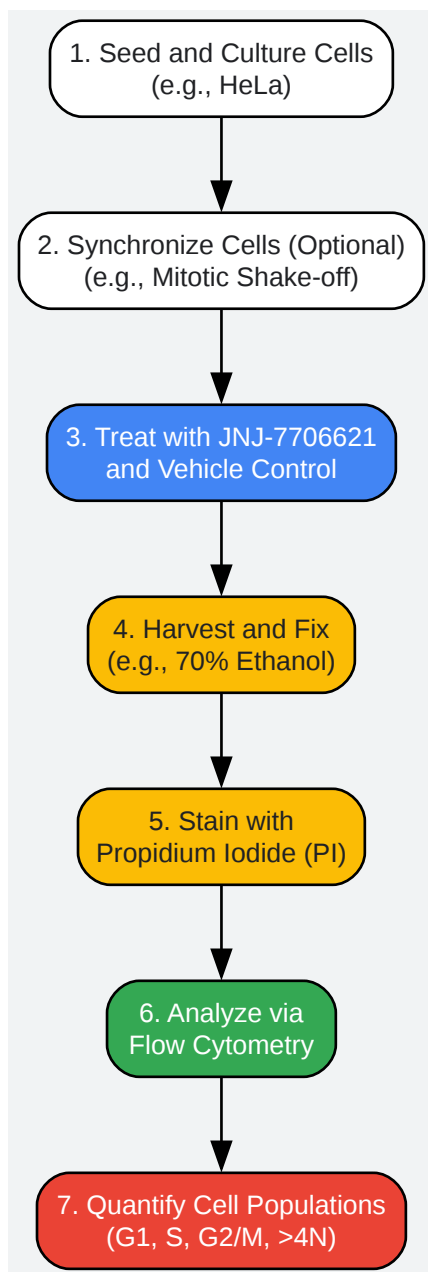 1. Seed and Culture Cells
(e.g., HeLa)
2. Synchronize Cells (Optional)
(e.g., Mitotic Shake-off)
3. Treat with JNJ-7706621
and Vehicle Control
4. Harvest and Fix
(e.g., 70% Ethanol)
5. Stain with
Propidium Iodide (PI)
6. Analyze via
Flow Cytometry
7. Quantify Cell Populations
(G1, S, G2/M, >4N)